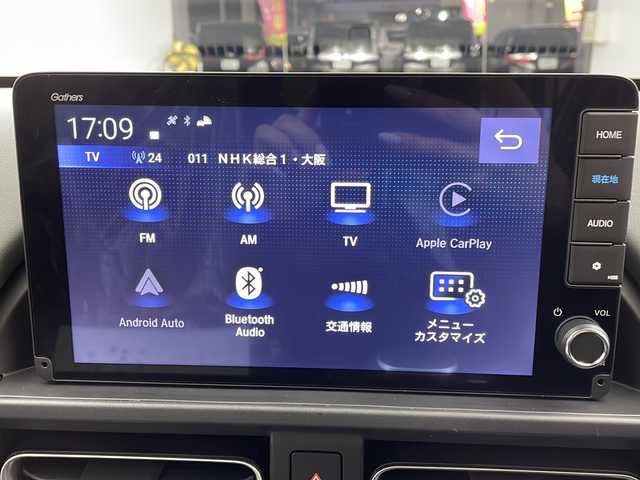 Gathers
17:09
TV 24 011 NHK総合1・大阪
FM AM TV Apple CarPlay
Android Auto Bluetooth Audio 交通情報 メニューカスタマイズ
HOME
現在地
AUDIO
VOL